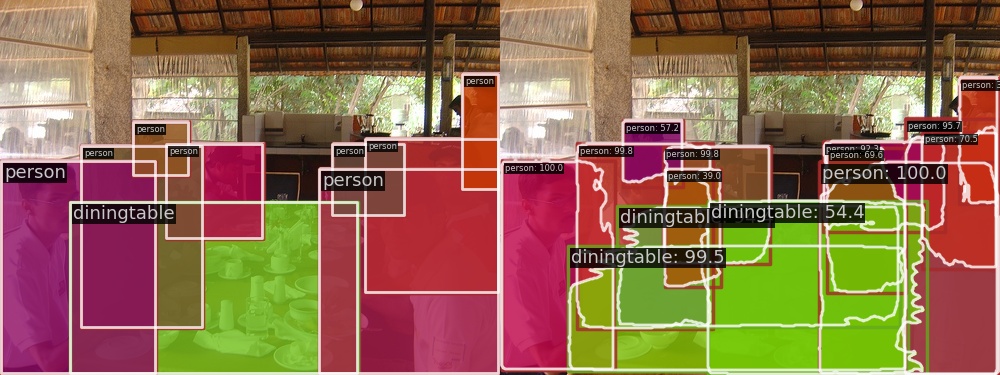 person
person
person
person
person
person
person
diningtable
person: 57.2
person: 99.8
person: 99.8
person: 100.0
person: 39.0
person: 95.7
person: 70.5
person: 69.6
person: 100.0
diningtabl
diningtable: 54.4
diningtable: 99.5